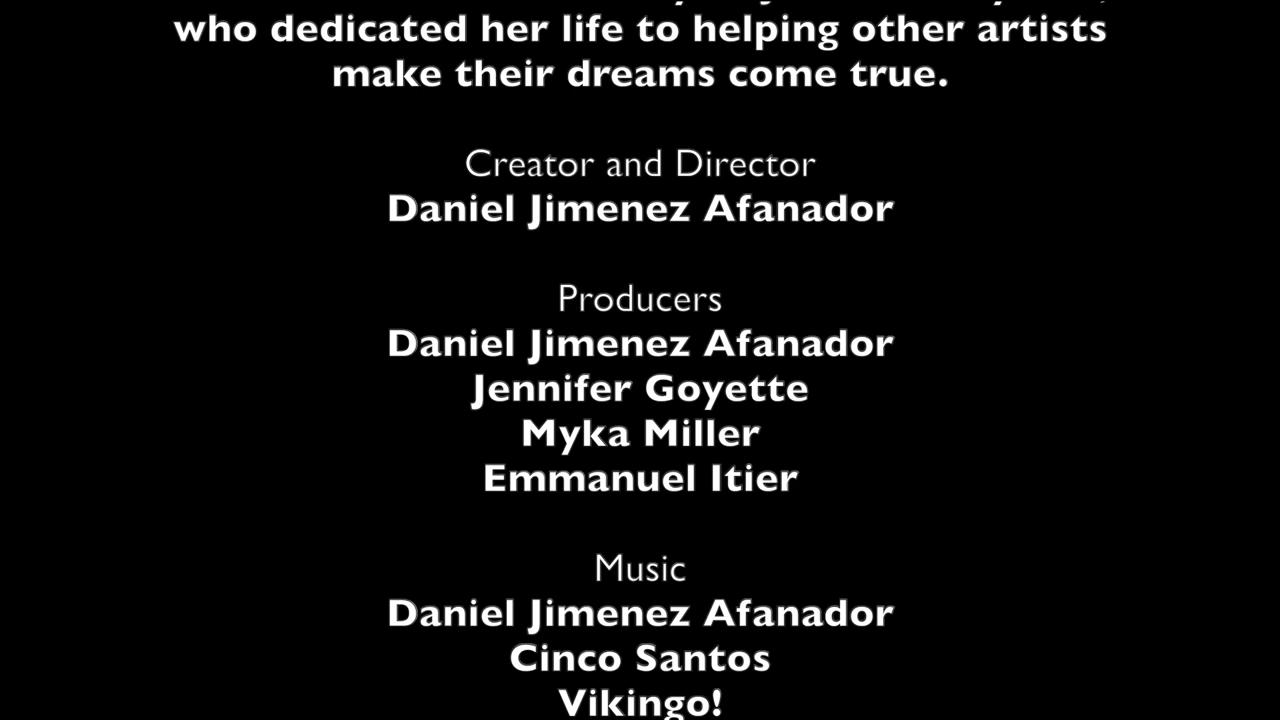 who dedicated her life to helping other artists
make their dreams come true.
Creator and Director
Daniel Jimenez Afanador
Producers
Daniel Jimenez Afanador
Jennifer Goyette
Myka Miller
Emmanuel Itier
Music
Daniel Jimenez Afanador
Cinco Santos
Vikingo!